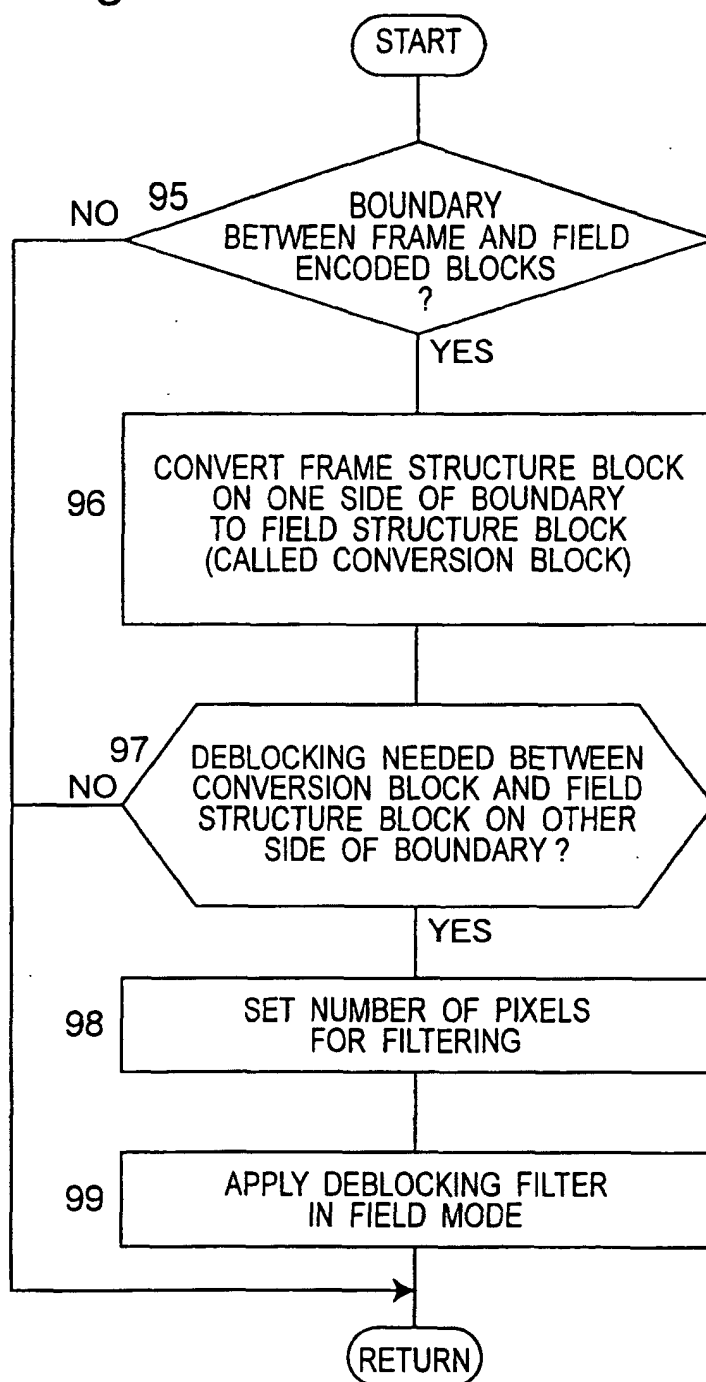 START
NO 95
BOUNDARY
BETWEEN FRAME AND FIELD
ENCODED BLOCKS
?
YES
96
CONVERT FRAME STRUCTURE BLOCK
ON ONE SIDE OF BOUNDARY
TO FIELD STRUCTURE BLOCK
(CALLED CONVERSION BLOCK)
97
NO
DEBLOCKING NEEDED BETWEEN
CONVERSION BLOCK AND FIELD
STRUCTURE BLOCK ON OTHER
SIDE OF BOUNDARY ?
YES
98
SET NUMBER OF PIXELS
FOR FILTERING
99
APPLY DEBLOCKING FILTER
IN FIELD MODE
RETURN